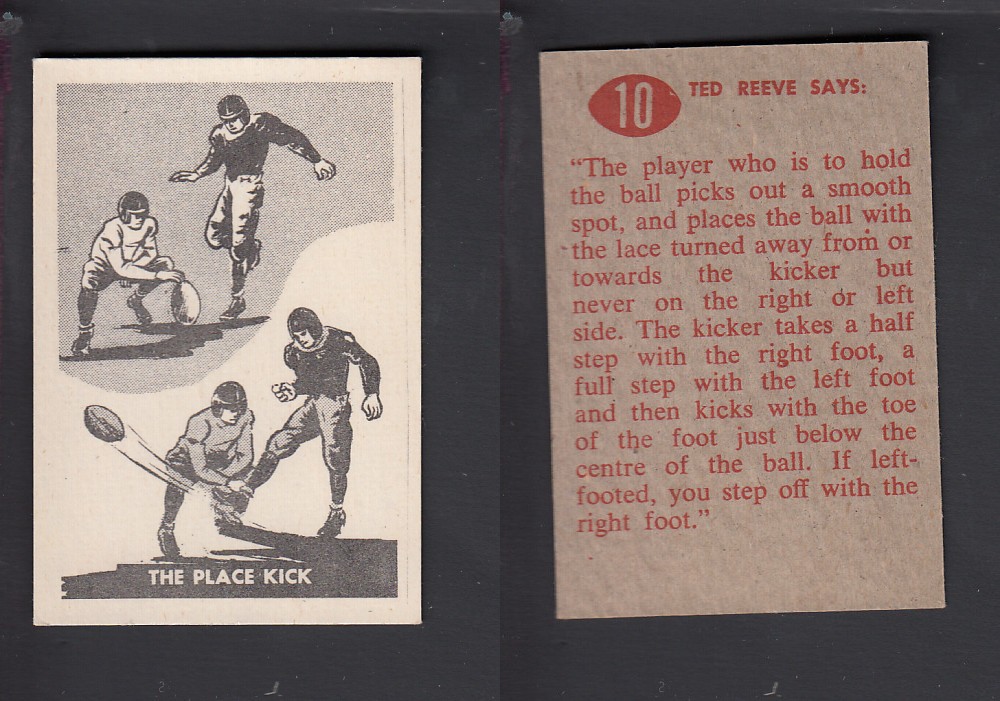 THE PLACE KICK
10 TED REEVE SAYS:
“The player who is to hold
the ball picks out a smooth
spot, and places the ball with
the lace turned away from or
towards the kicker but
never on the right or left
side. The kicker takes a half
step with the right foot, a
full step with the left foot
and then kicks with the toe
of the foot just below the
centre of the ball. If left-
footed, you step off with the
right foot.”